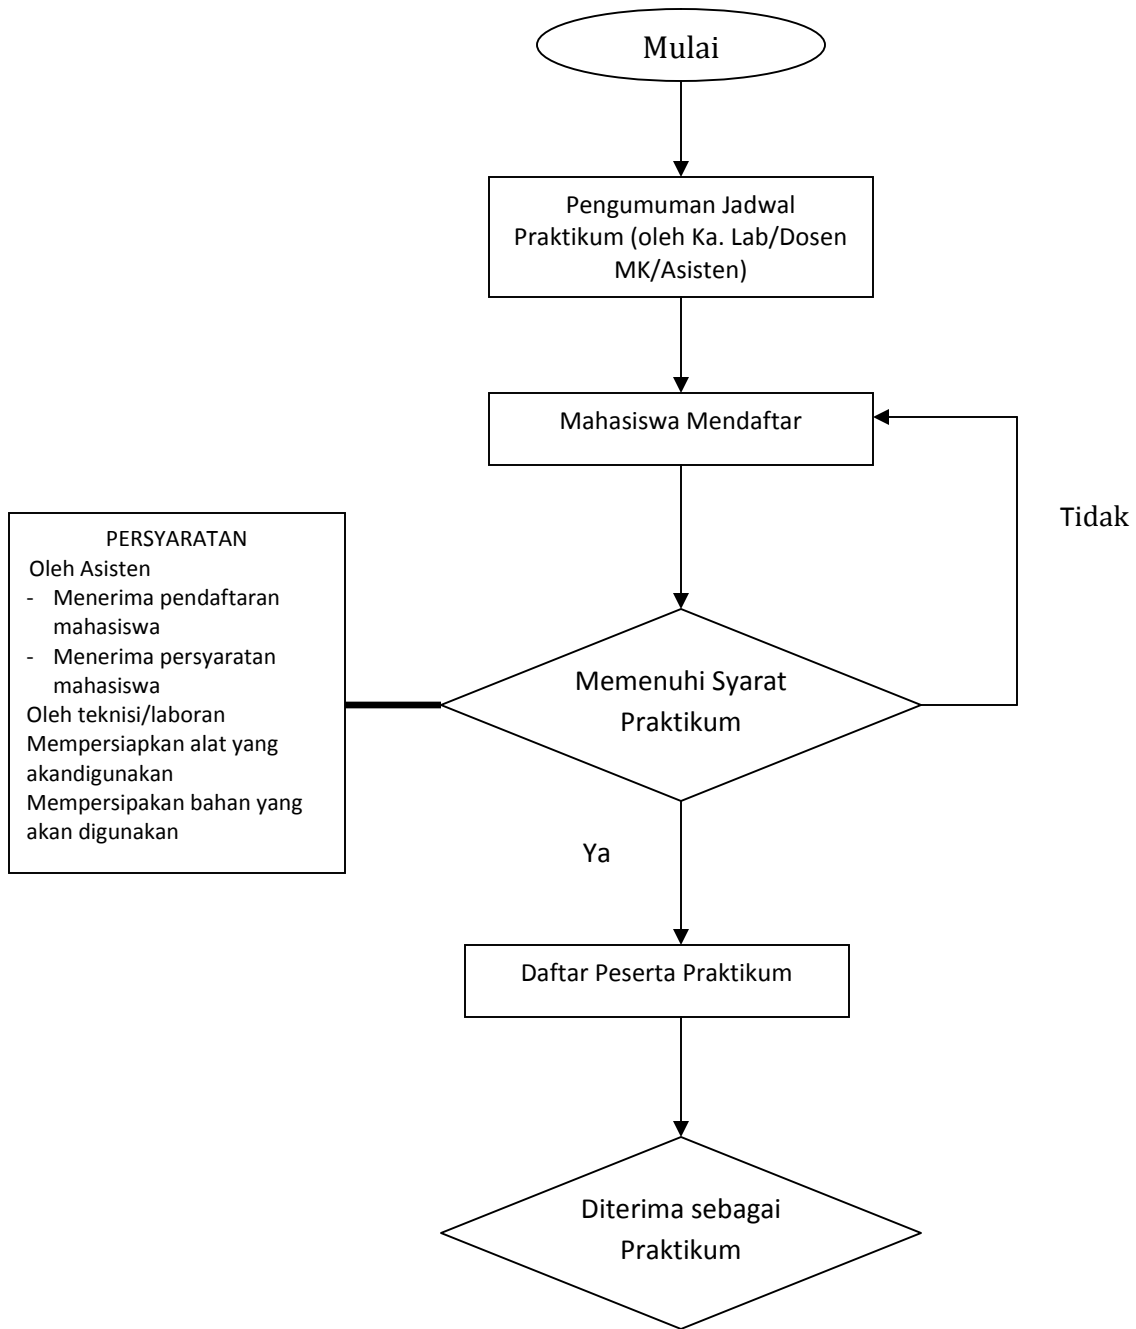 Mulai
Pengumuman Jadwal
Praktikum (oleh Ka. Lab/Dosen
MK/Asisten)
Mahasiswa Mendaftar
Tidak
PERSYARATAN
Oleh Asisten
- Menerima pendaftaran
mahasiswa
- Menerima persyaratan
mahasiswa
Oleh teknisi/laboran
Mempersiapkan alat yang
akandigunakan
Mempersipakan bahan yang
akan digunakan
Memenuhi Syarat
Praktikum
Ya
Daftar Peserta Praktikum
Diterima sebagai
Praktikum